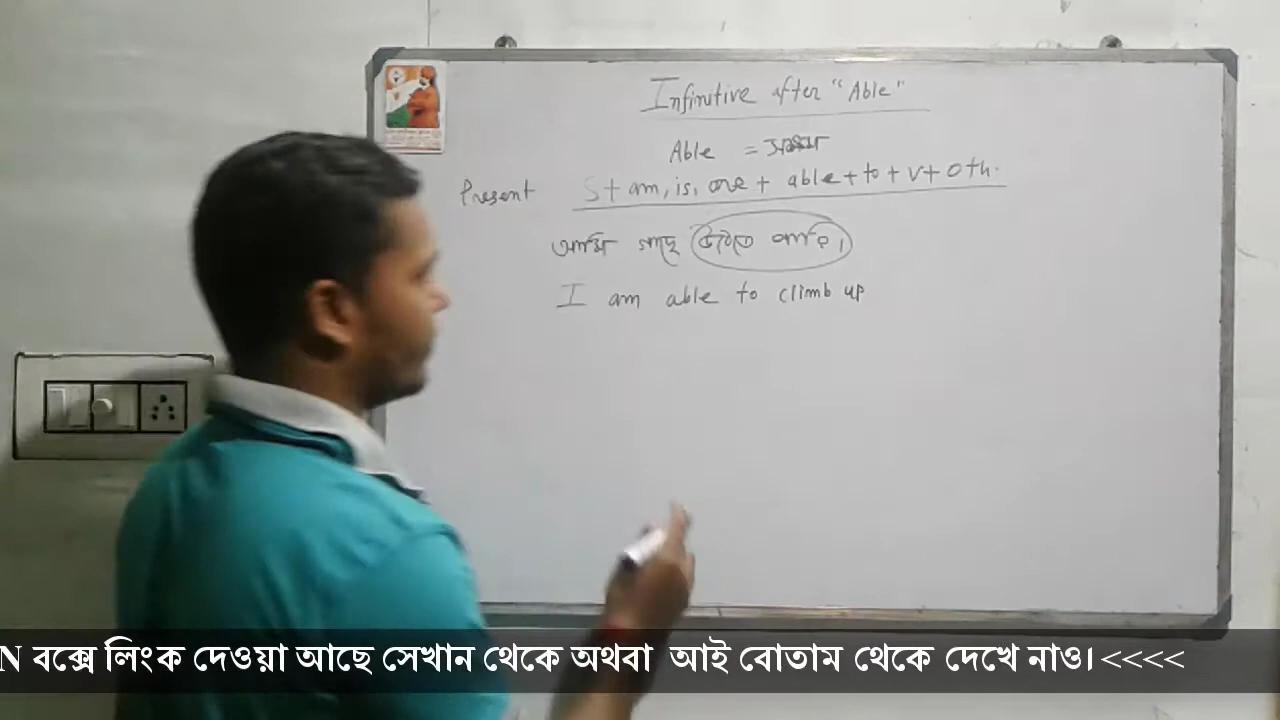 Infinitive after "Able"
Able = সক্ষম
Present S + am, is, are + able + to + v + oth.
আমি গাছে উঠতে পারি।
I am able to climb up
N বক্সে লিংক দেওয়া আছে সেখান থেকে অথবা আই বোতাম থেকে দেখে নাও। <<<<